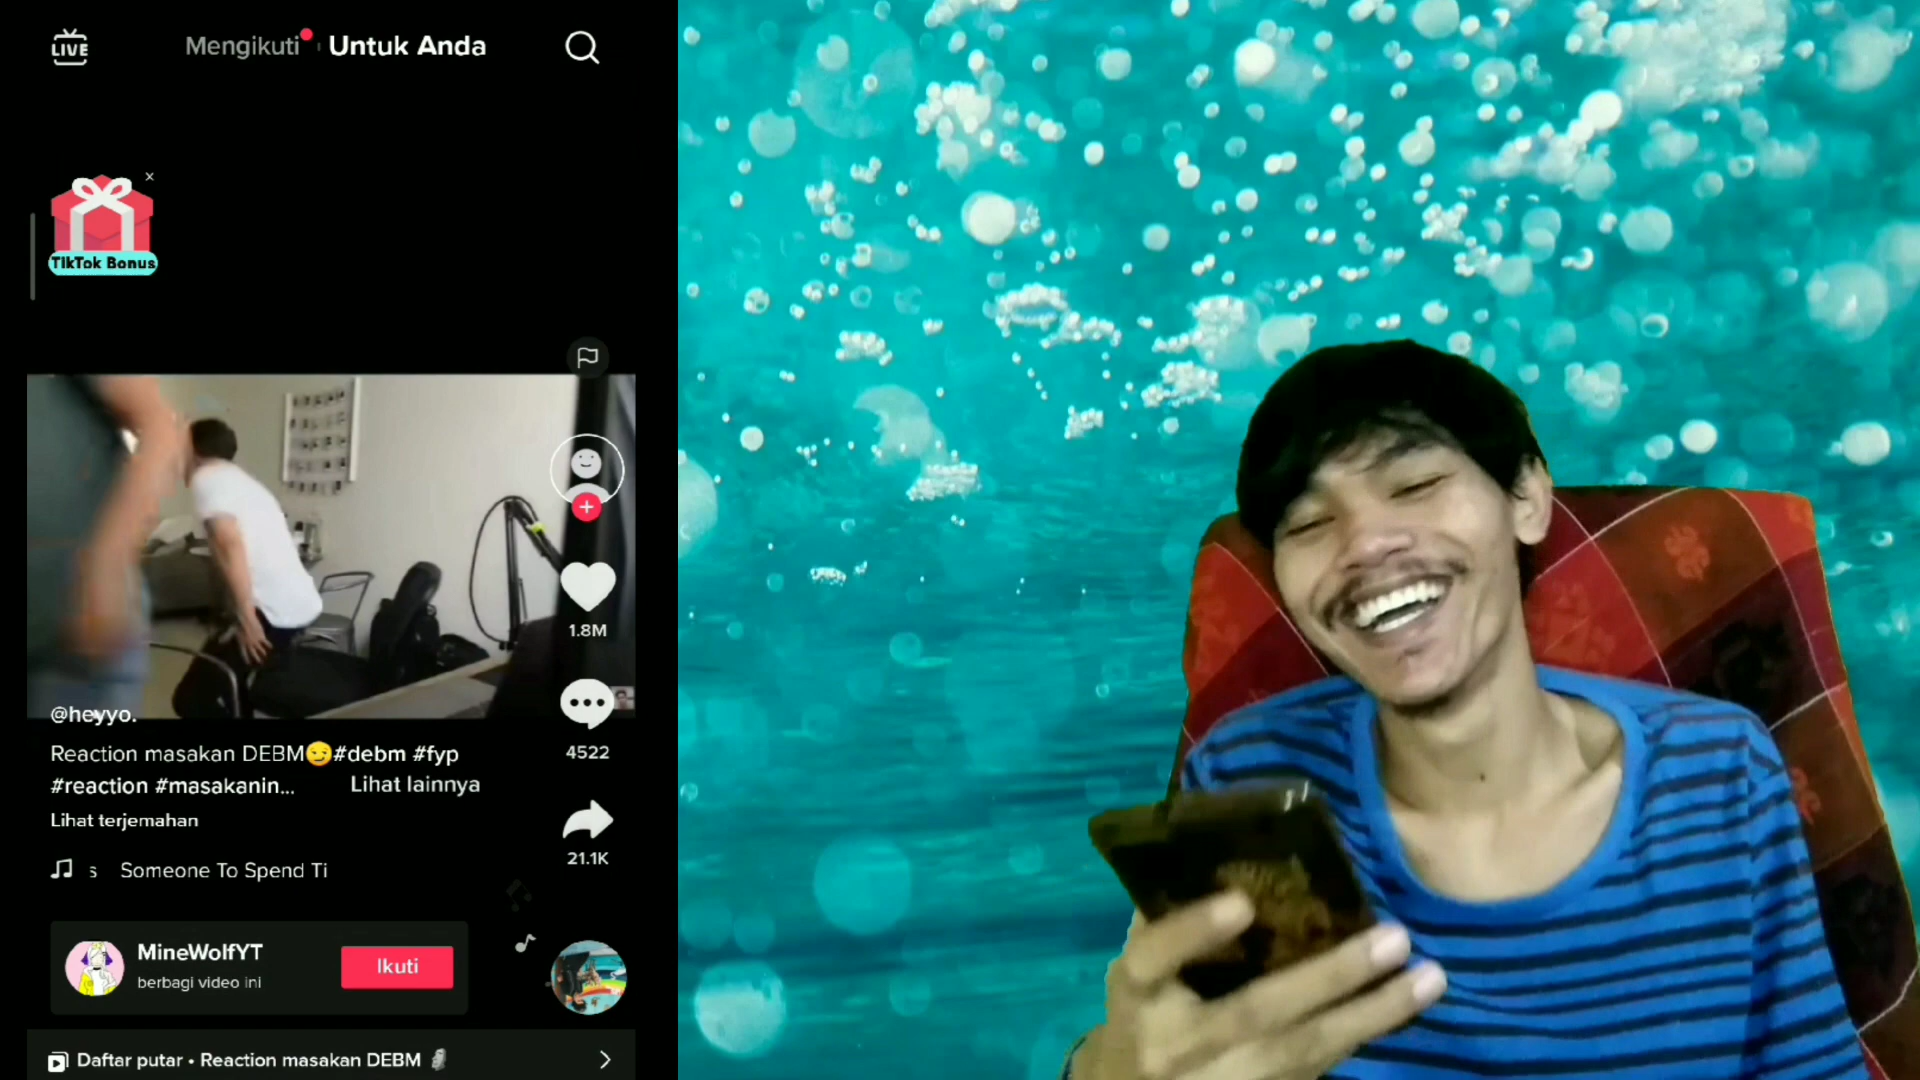 LIVE
Mengikuti
Untuk Anda
TikTok Bonus
1.8M
@heyyo.
Reaction masakan DEBM😏#debm #fyp
#reaction #masakanin... Lihat lainnya
4522
Lihat terjemahan
21.1K
s Someone To Spend Ti
MineWolfYT
berbagi video ini
Ikuti
Daftar putar • Reaction masakan DEBM 🗿